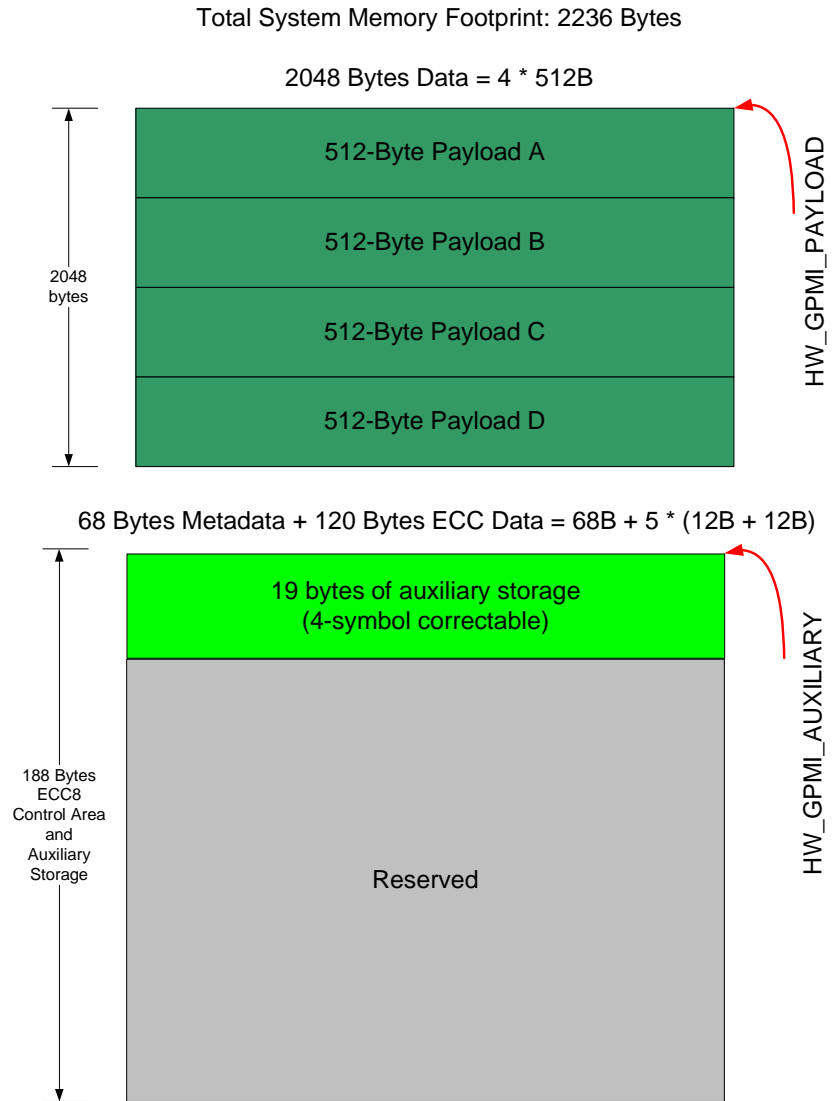 Total System Memory Footprint: 2236 Bytes
2048 Bytes Data = 4 * 512B
512-Byte Payload A
512-Byte Payload B
512-Byte Payload C
512-Byte Payload D
2048
bytes
HW_GPMI_PAYLOAD
68 Bytes Metadata + 120 Bytes ECC Data = 68B + 5 * (12B + 12B)
19 bytes of auxiliary storage
(4-symbol correctable)
188 Bytes
ECC8
Control Area
and
Auxiliary
Storage
Reserved
HW_GPMI_AUXILIARY